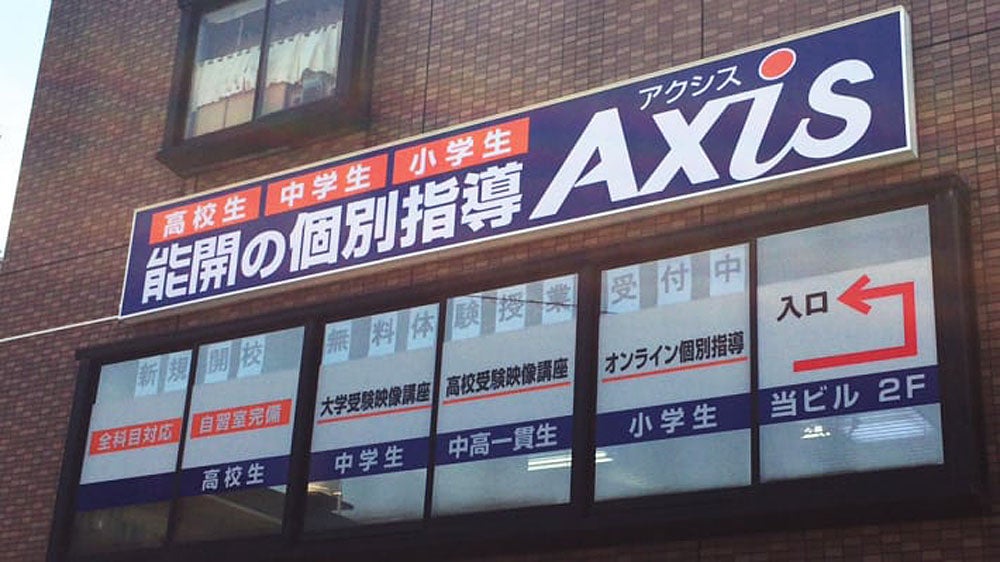 高校生 中学生 小学生
能開の個別指導
アクシス
Axis
新規開校 無料体験授業 受付中
全科目対応
自習室完備
大学受験映像講座
高校受験映像講座
オンライン個別指導
入口
高校生 中学生 中高一貫生 小学生 当ビル 2F